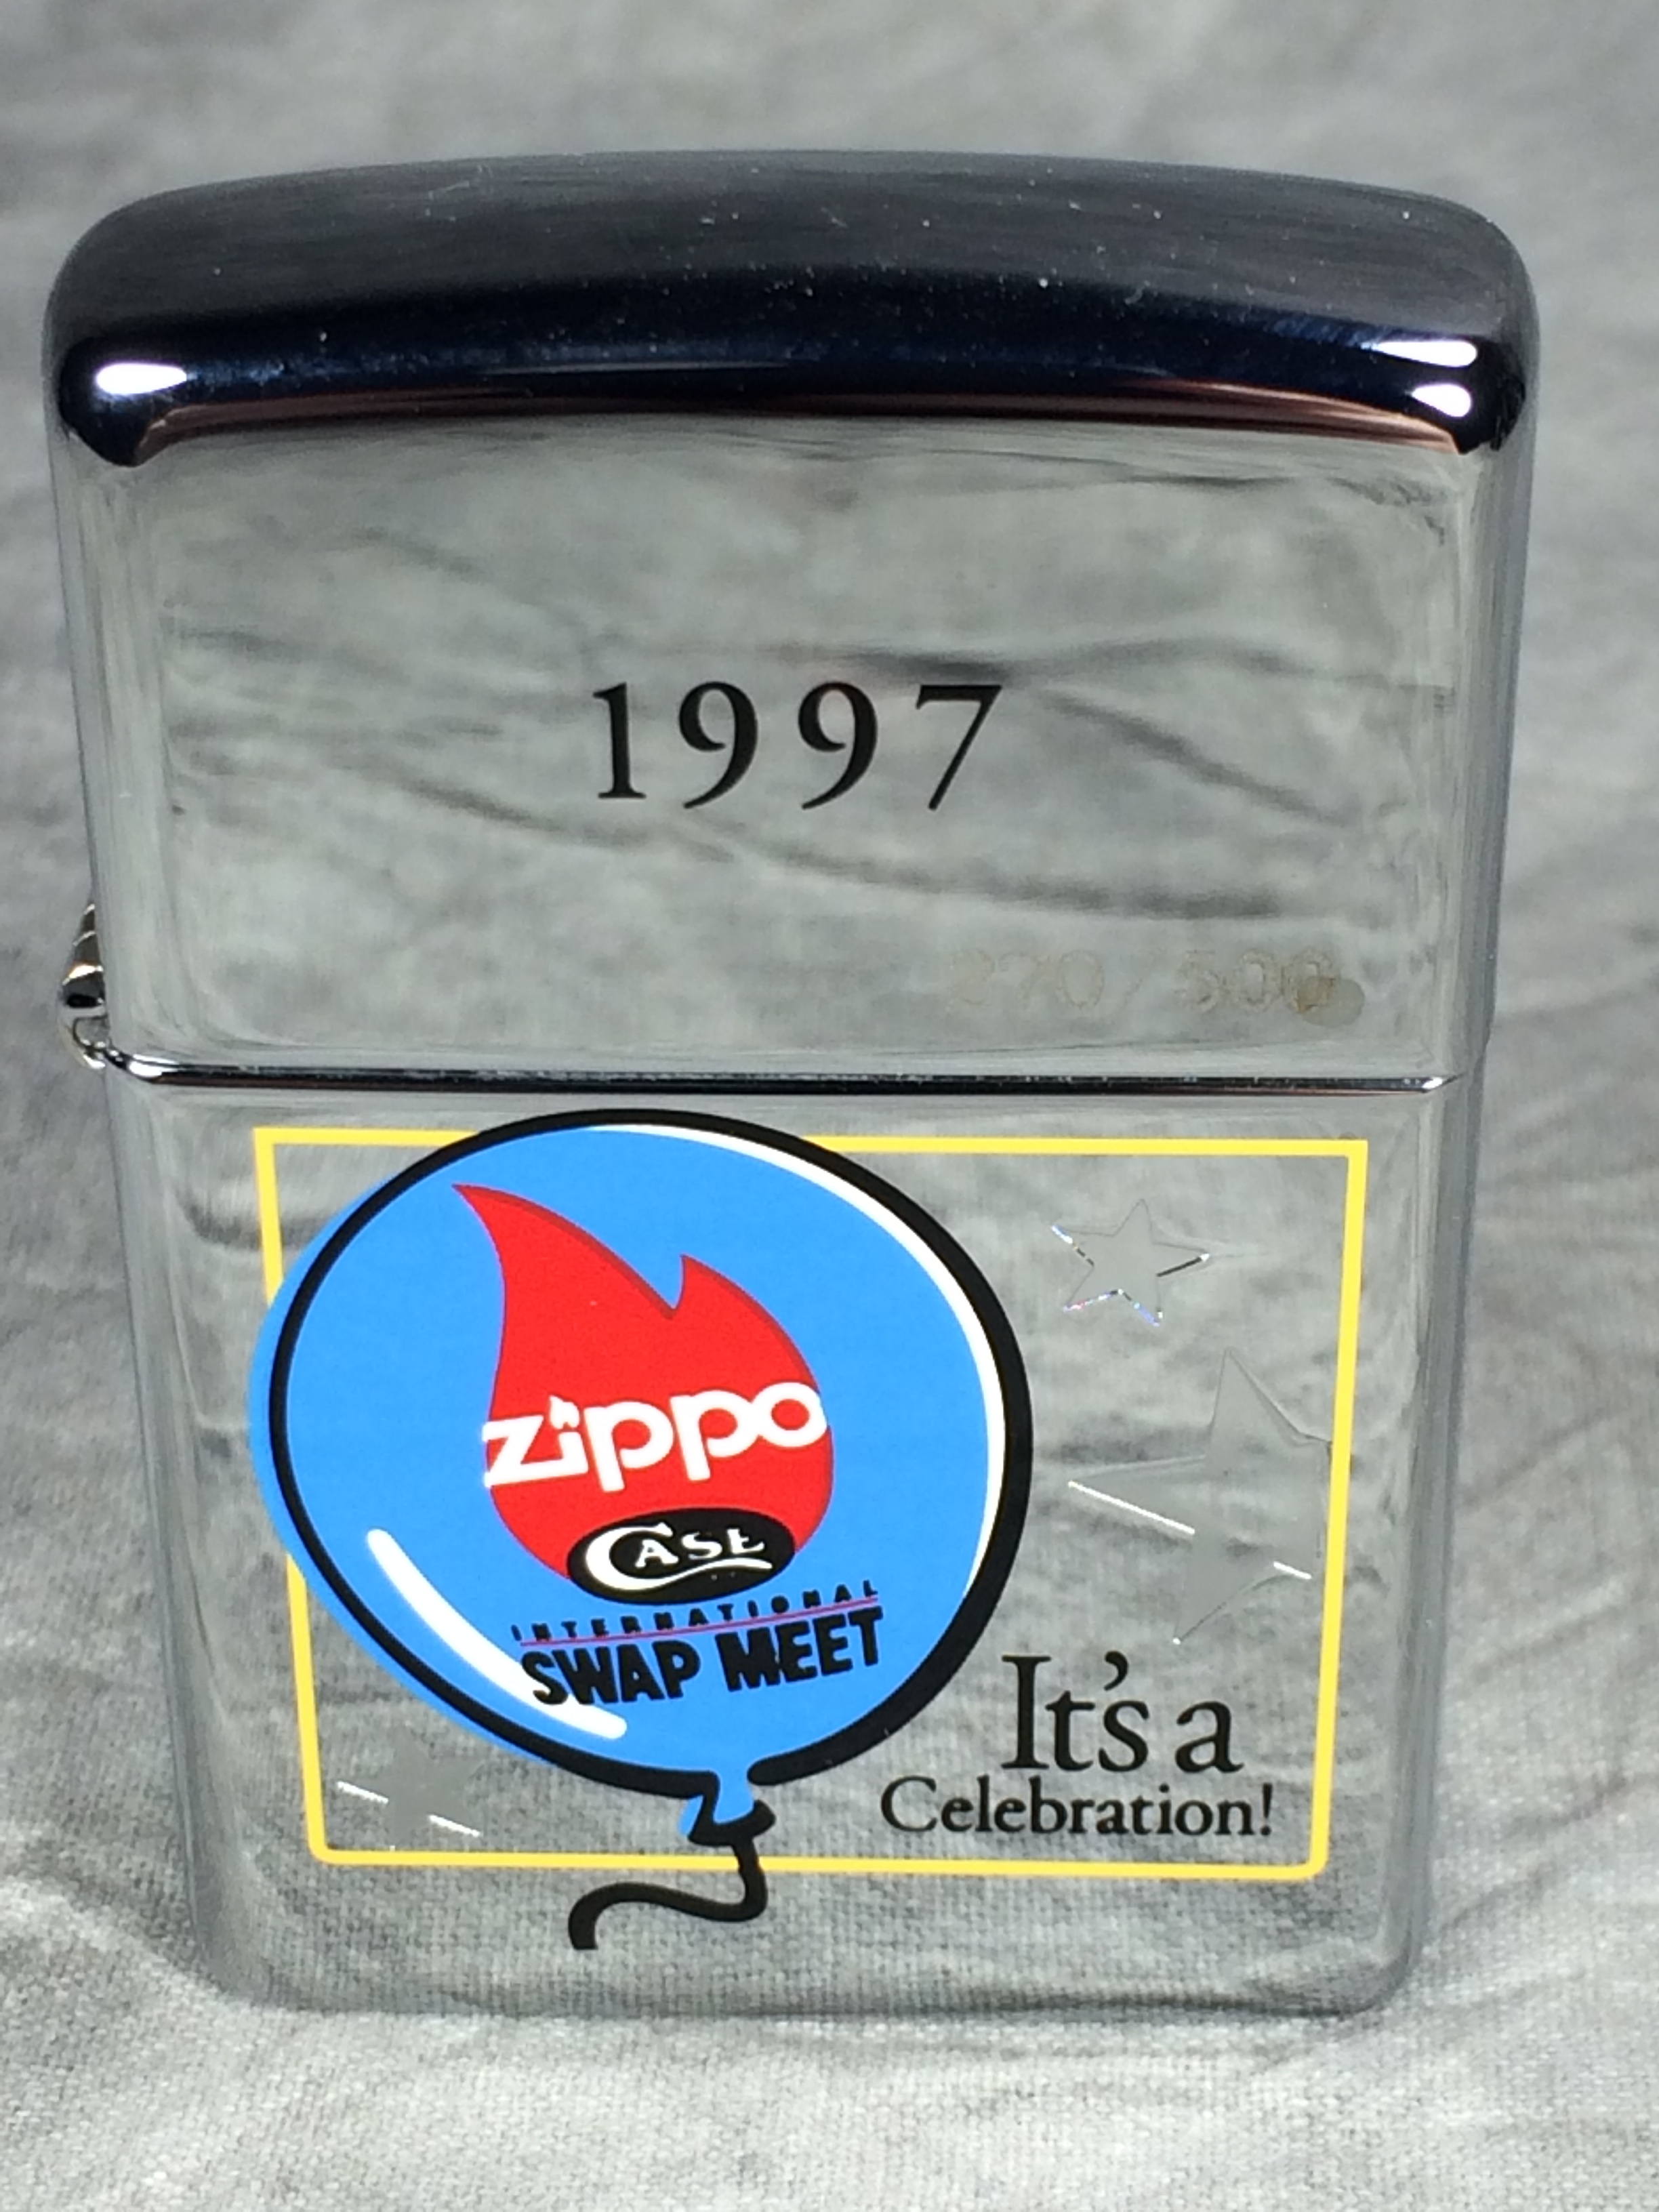 1997
zippo
CASE
INTERNATIONAL
SWAP MEET
It's a
Celebration!